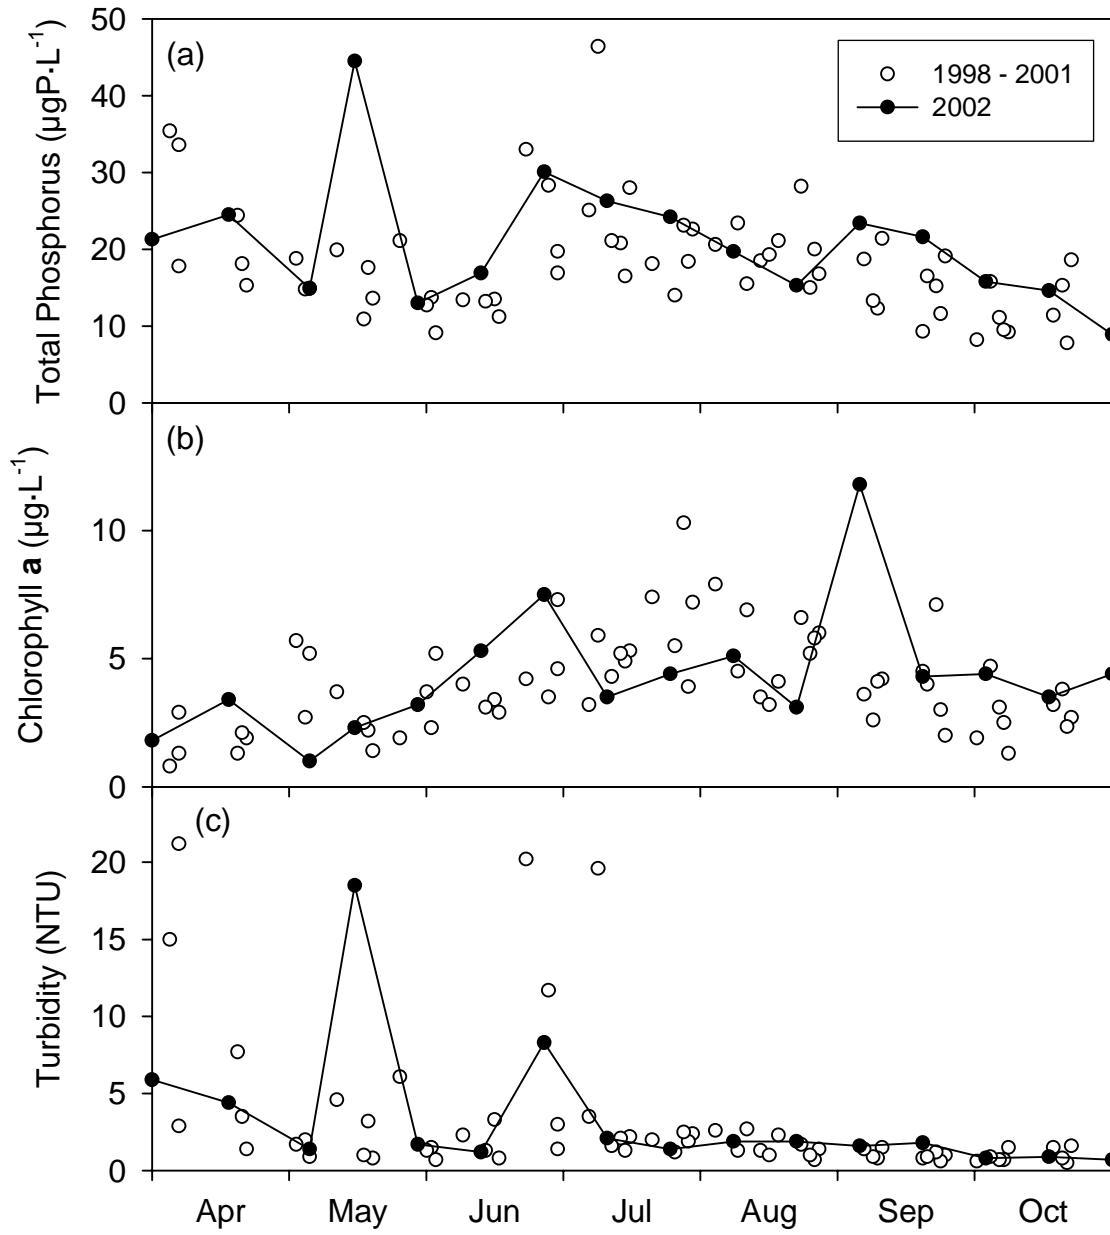 (a)
1998 - 2001
2002
Total Phosphorus (µgP·L-1)
50
40
30
20
10
0
(b)
Chlorophyll a (µg·L-1)
10
5
0
(c)
Turbidity (NTU)
20
15
10
5
0
Apr May Jun Jul Aug Sep Oct